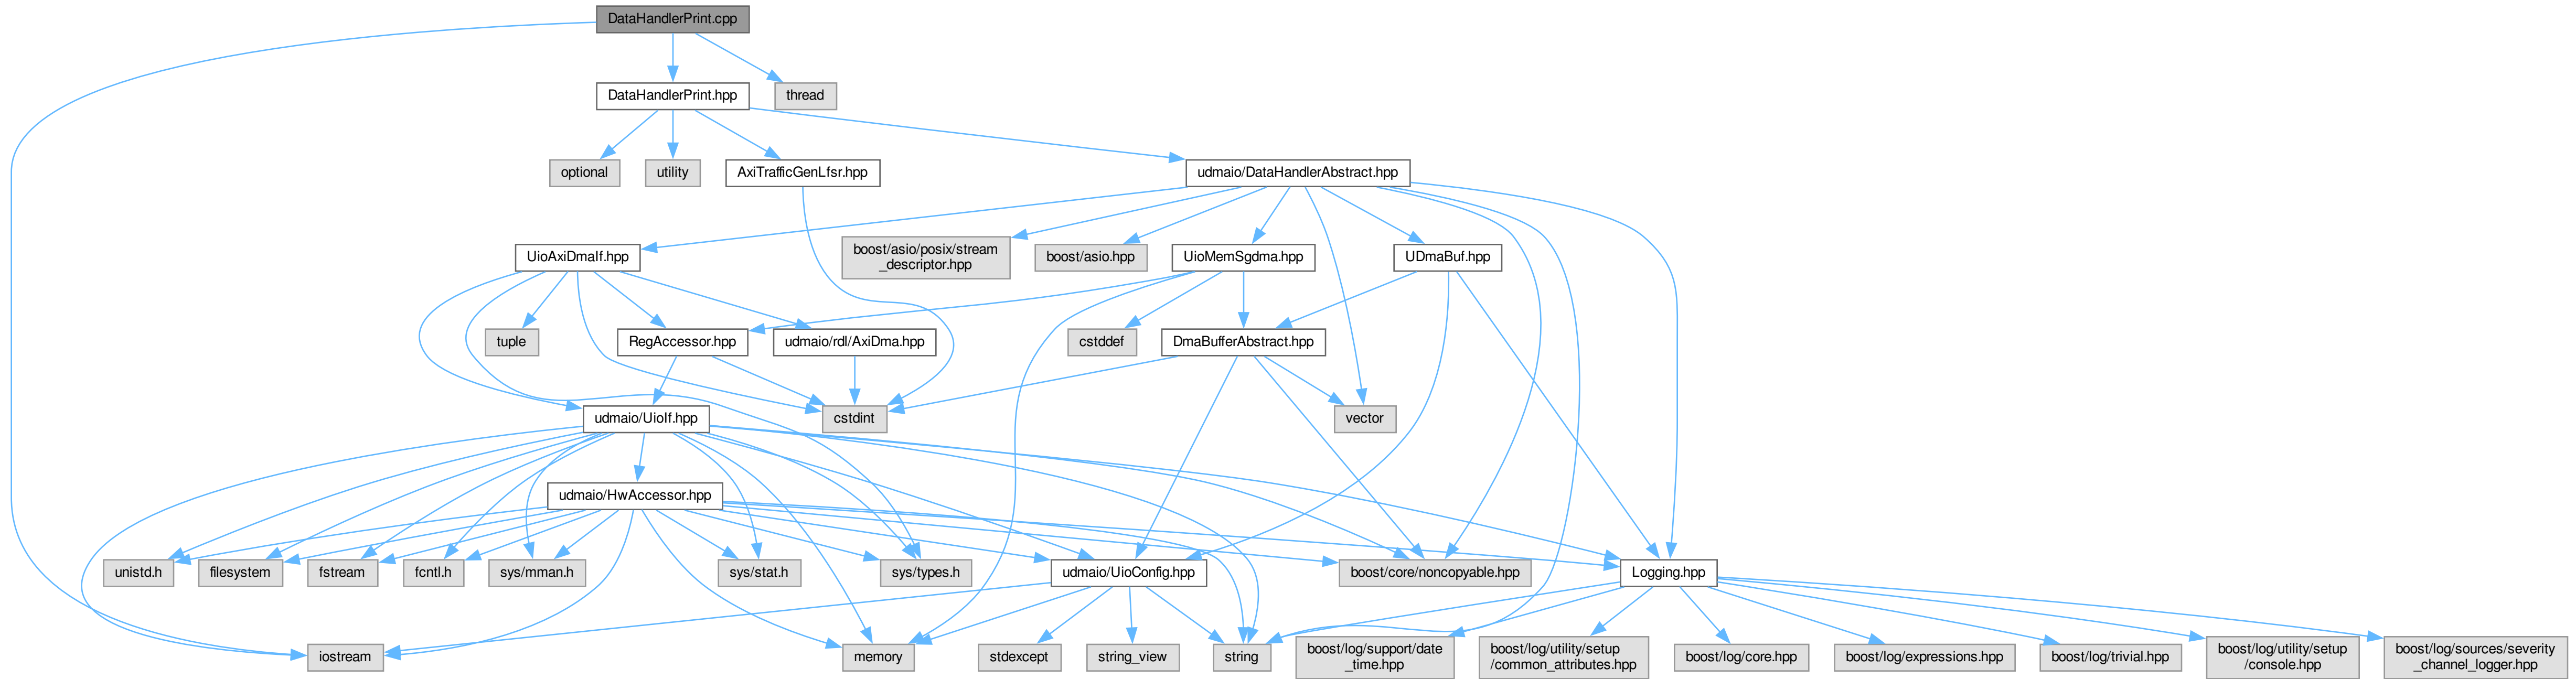 DataHandlerPrint.cpp
DataHandlerPrint.hpp
thread
optional
utility
AxiTrafficGenLfsr.hpp
udmaio/DataHandlerAbstract.hpp
UioAxiDmaIf.hpp
boost/asio/posix/stream
_descriptor.hpp
boost/asio.hpp
UioMemSgdma.hpp
UDmaBuf.hpp
tuple
RegAccessor.hpp
udmaio/rdl/AxiDma.hpp
cstddef
DmaBufferAbstract.hpp
udmaio/UioIf.hpp
cstdint
vector
udmaio/HwAccessor.hpp
unistd.h
filesystem
fstream
fcntl.h
sys/mman.h
sys/stat.h
sys/types.h
udmaio/UioConfig.hpp
boost/core/noncopyable.hpp
Logging.hpp
iostream
memory
stdexcept
string_view
string
boost/log/support/date
_time.hpp
boost/log/utility/setup
/common_attributes.hpp
boost/log/core.hpp
boost/log/expressions.hpp
boost/log/trivial.hpp
boost/log/utility/setup
/console.hpp
boost/log/sources/severity
_channel_logger.hpp